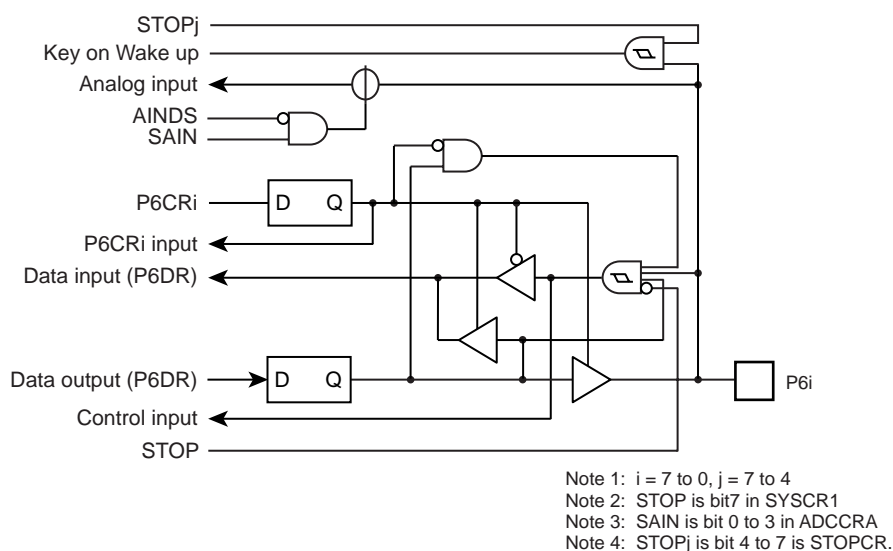 STOPj
Key on Wake up
Analog input
AINDS
SAIN
P6CRi
D Q
P6CRi input
Data input (P6DR)
Data output (P6DR)
D Q
P6i
Control input
STOP
Note 1: i = 7 to 0, j = 7 to 4
Note 2: STOP is bit7 in SYSCR1
Note 3: SAIN is bit 0 to 3 in ADCCRA
Note 4: STOPj is bit 4 to 7 is STOPCR.